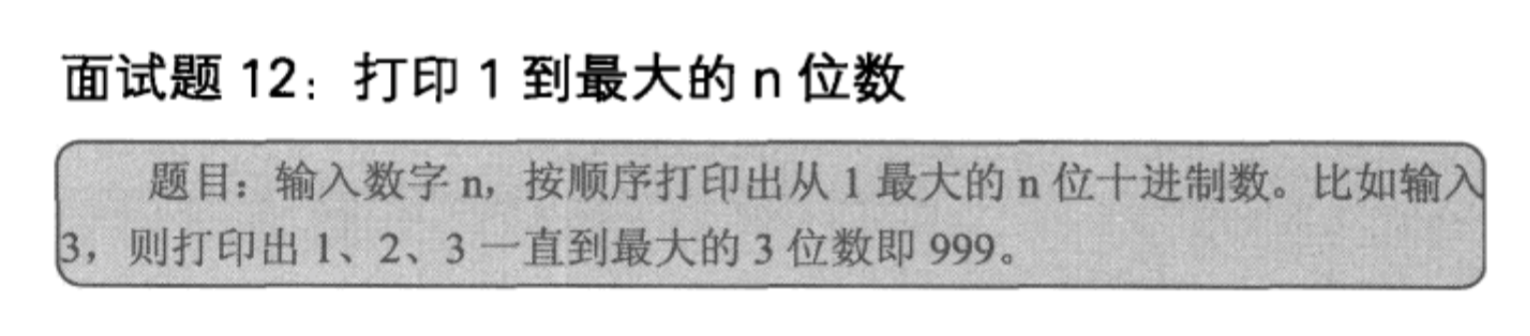 面试题 12：打印 1 到最大的 n 位数
题目：输入数字 n，按顺序打印出从 1 最大的 n 位十进制数。比如输入
3，则打印出 1、2、3 一直到最大的 3 位数即 999。